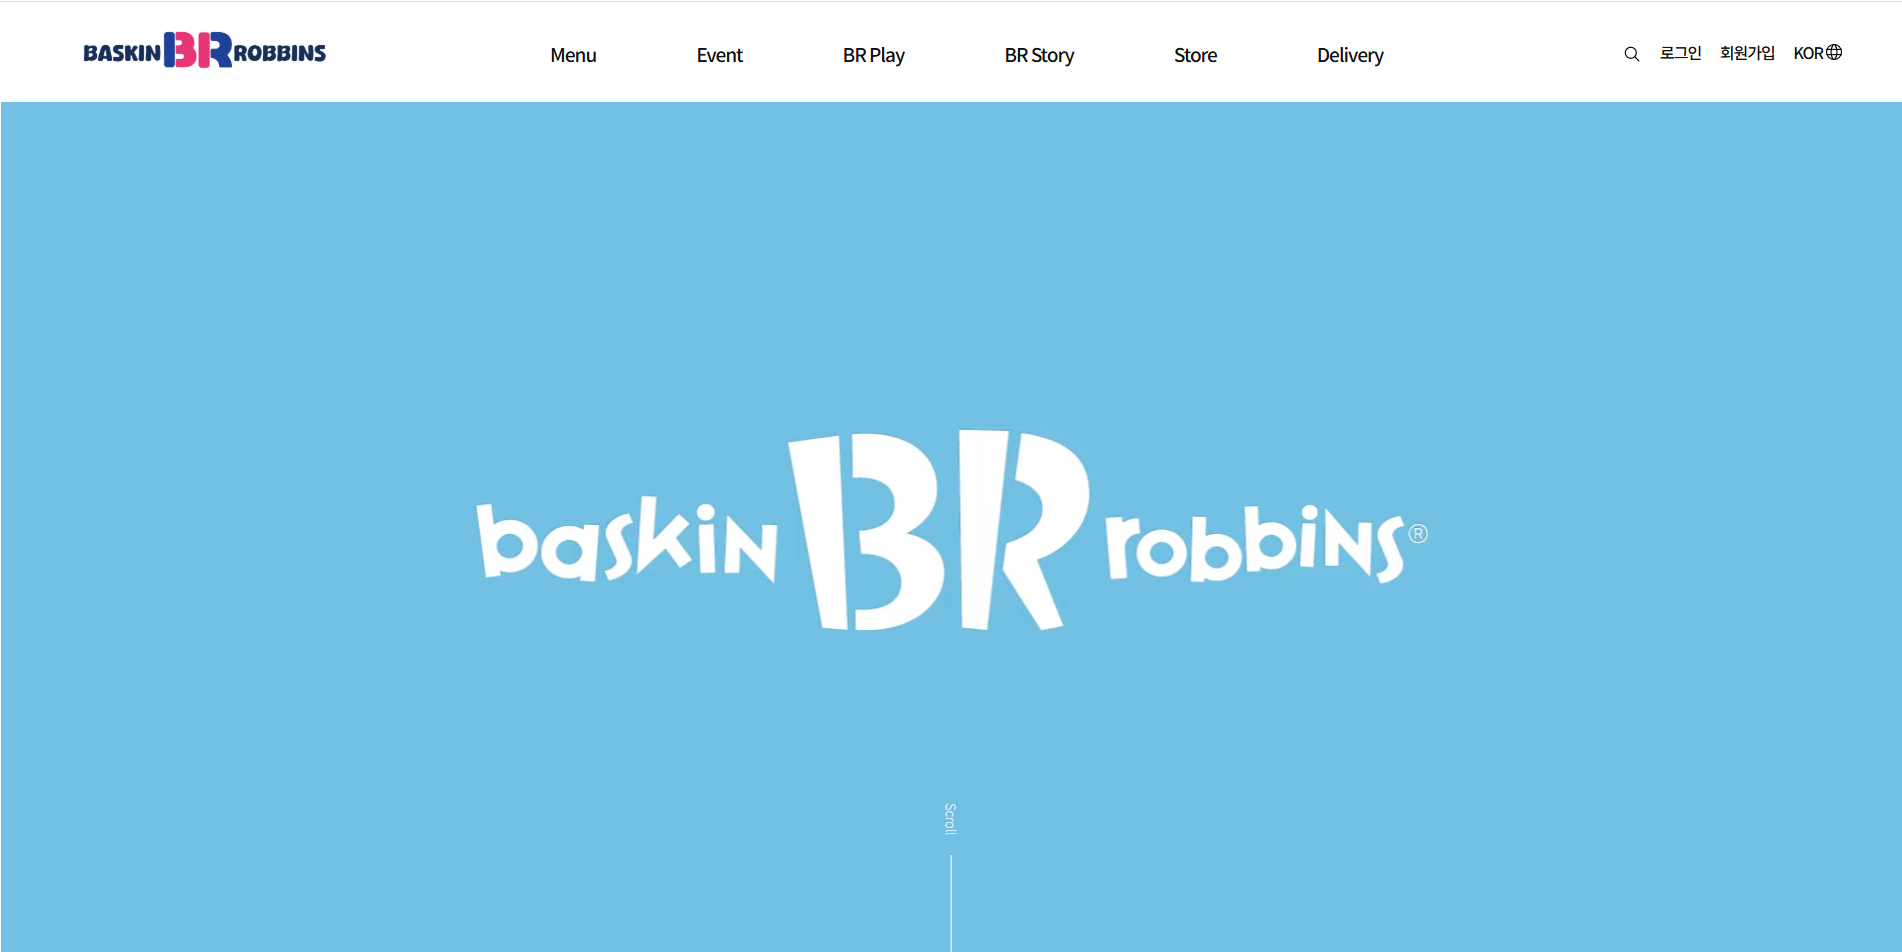 BASKIN BR ROBBINS Menu Event BR Play BR Story Store Delivery 로그인 회원가입 KOR
baskin BR robbins®
Scroll